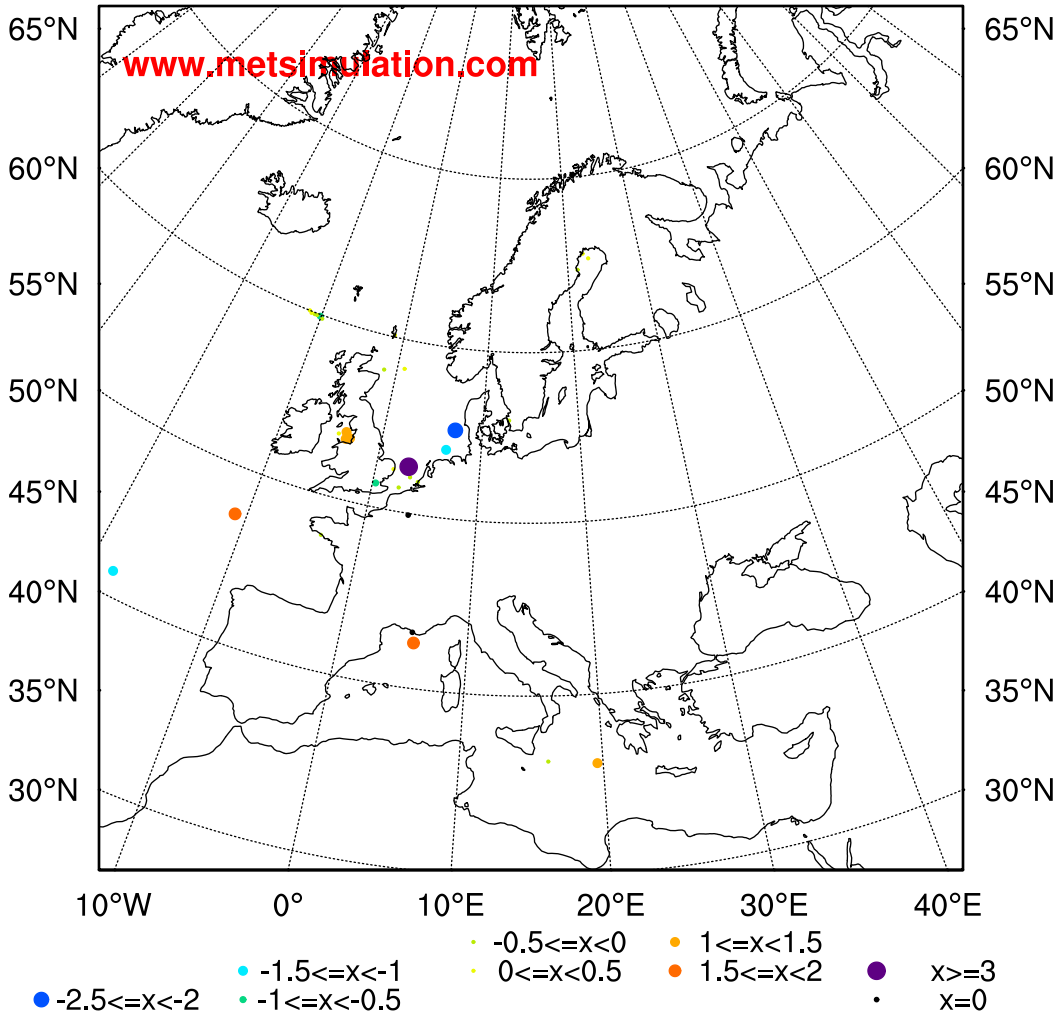 65°N 65°N
www.metsimulation.com
60°N 60°N
55°N 55°N
50°N 50°N
45°N 45°N
40°N 40°N
35°N 35°N
30°N 30°N
10°W 0° 10°E 20°E 30°E 40°E
-0.5<=x<0 1<=x<1.5
-1.5<=x<-1 0<=x<0.5 1.5<=x<2 x>=3
-2.5<=x<-2 -1<=x<-0.5 x=0